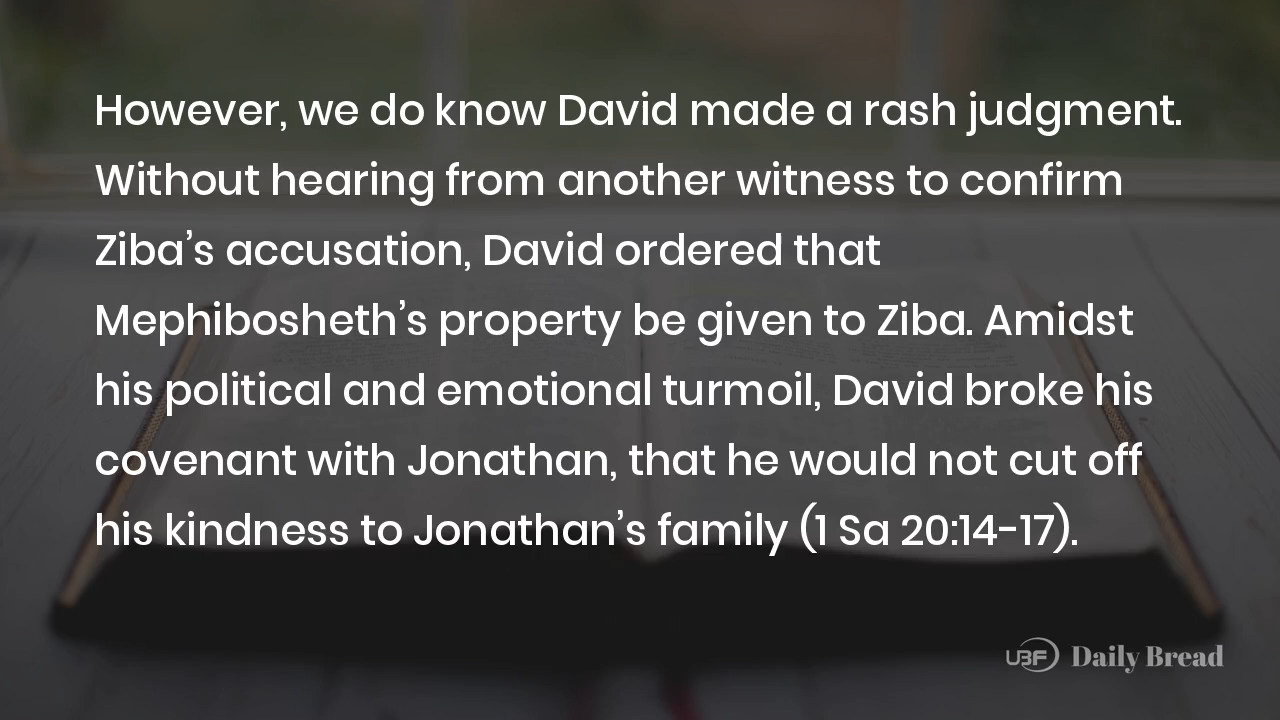 However, we do know David made a rash judgment.
Without hearing from another witness to confirm
Ziba’s accusation, David ordered that
Mephibosheth’s property be given to Ziba. Amidst
his political and emotional turmoil, David broke his
covenant with Jonathan, that he would not cut off
his kindness to Jonathan’s family (1 Sa 20:14-17).
UBF Daily Bread